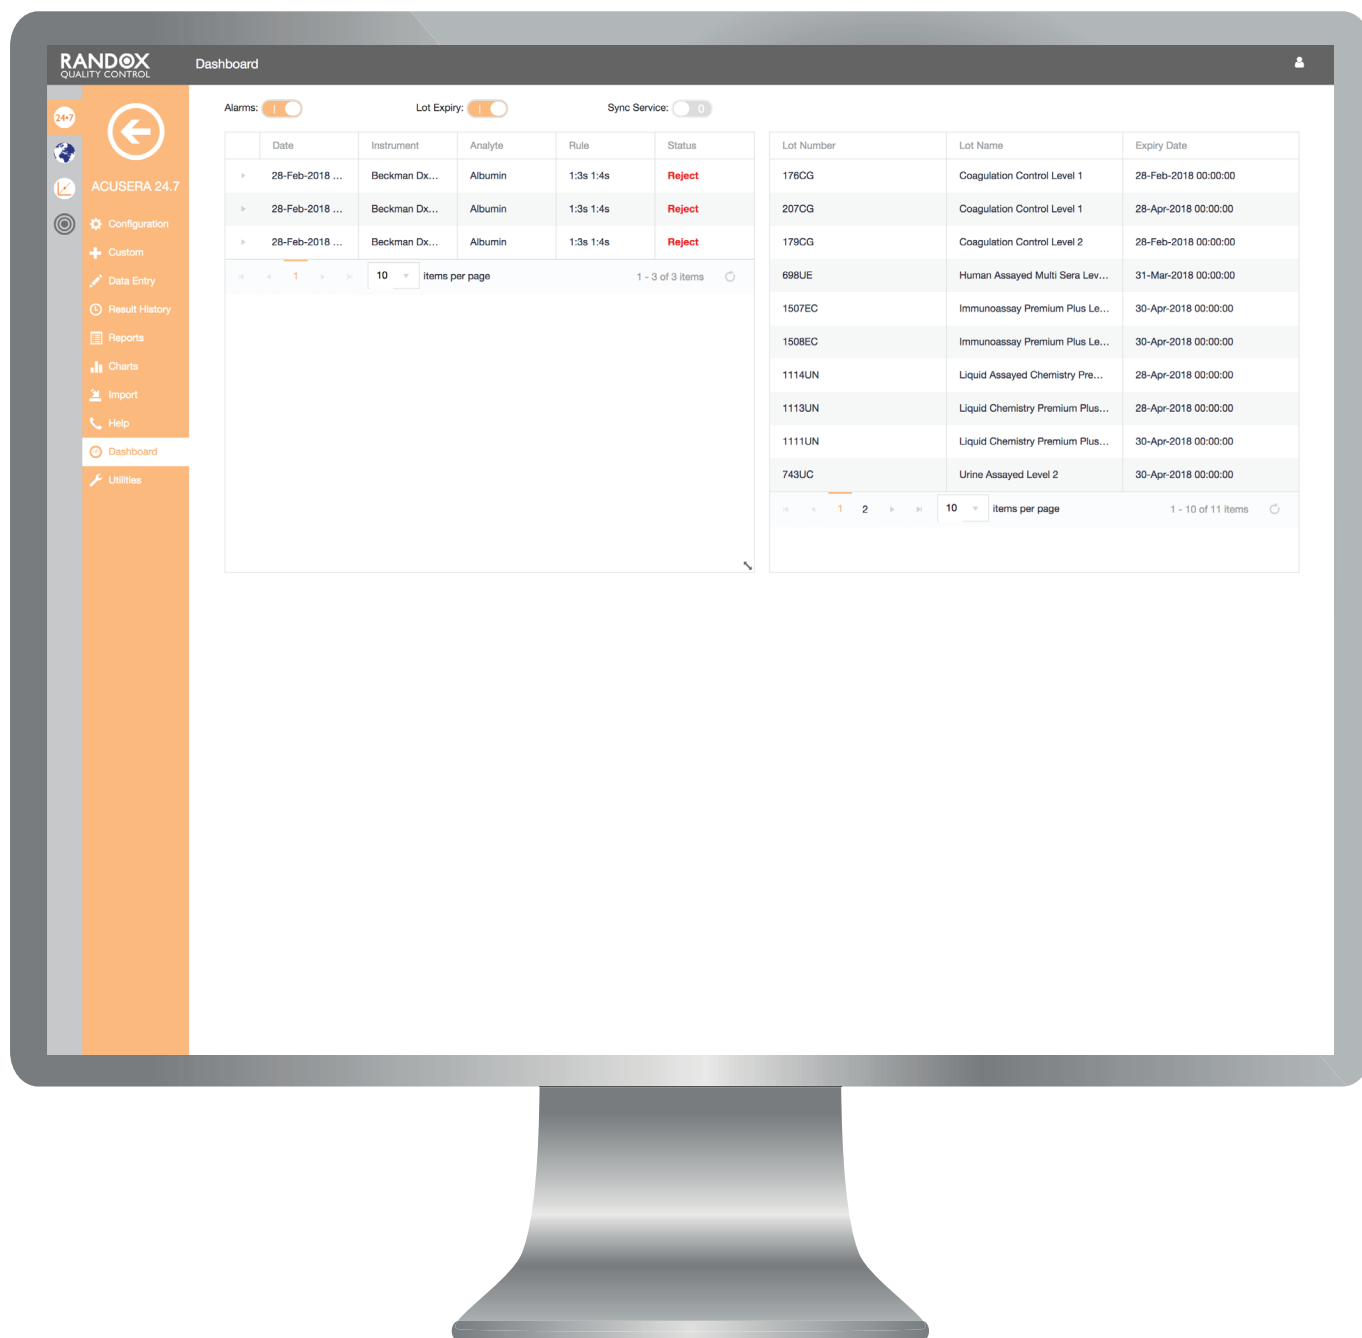 RANDOX
QUALITY CONTROL
Dashboard
24•7
ACUSERA 24.7
Configuration
Custom
Data Entry
Result History
Reports
Charts
Import
Help
Dashboard
Utilities
Alarms: I Lot Expiry: I Sync Service: 0
Date Instrument Analyte Rule Status
28-Feb-2018 ... Beckman Dx... Albumin 1:3s 1:4s Reject
28-Feb-2018 ... Beckman Dx... Albumin 1:3s 1:4s Reject
28-Feb-2018 ... Beckman Dx... Albumin 1:3s 1:4s Reject
1 10 items per page 1 - 3 of 3 items
Lot Number Lot Name Expiry Date
176CG Coagulation Control Level 1 28-Feb-2018 00:00:00
207CG Coagulation Control Level 1 28-Apr-2018 00:00:00
179CG Coagulation Control Level 2 28-Feb-2018 00:00:00
698UE Human Assayed Multi Sera Lev... 31-Mar-2018 00:00:00
1507EC Immunoassay Premium Plus Le... 30-Apr-2018 00:00:00
1508EC Immunoassay Premium Plus Le... 30-Apr-2018 00:00:00
1114UN Liquid Assayed Chemistry Pre... 28-Apr-2018 00:00:00
1113UN Liquid Chemistry Premium Plus... 28-Apr-2018 00:00:00
1111UN Liquid Chemistry Premium Plus... 30-Apr-2018 00:00:00
743UC Urine Assayed Level 2 30-Apr-2018 00:00:00
1 2 10 items per page 1 - 10 of 11 items